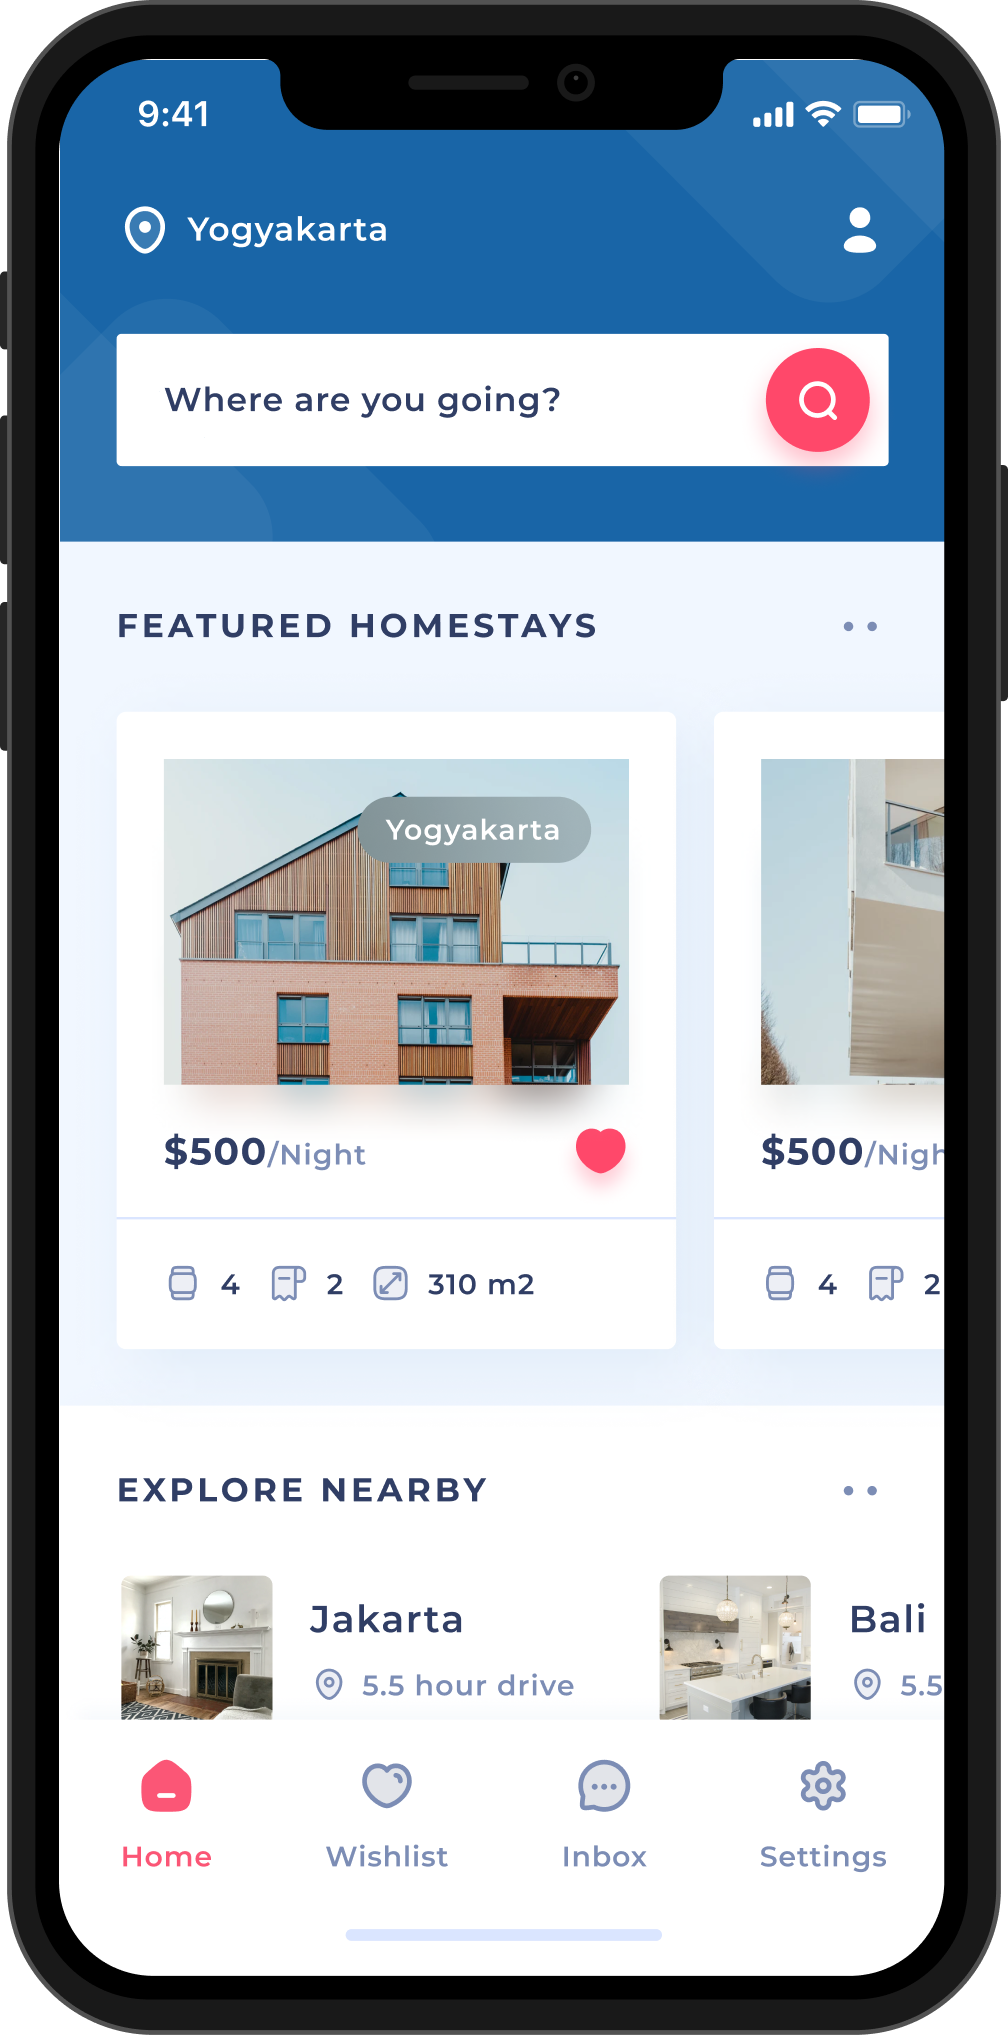 9:41
Yogyakarta
Where are you going?
FEATURED HOMESTAYS
Yogyakarta
$500/Night
$500/Nigh
4 2 310 m2
4 2
EXPLORE NEARBY
Jakarta
5.5 hour drive
Bali
5.5
Home Wishlist Inbox Settings